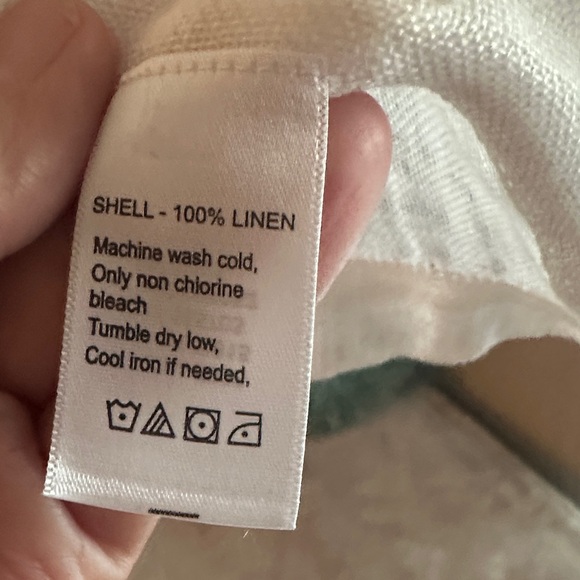 SHELL - 100% LINEN
Machine wash cold,
Only non chlorine
bleach
Tumble dry low,
Cool iron if needed,